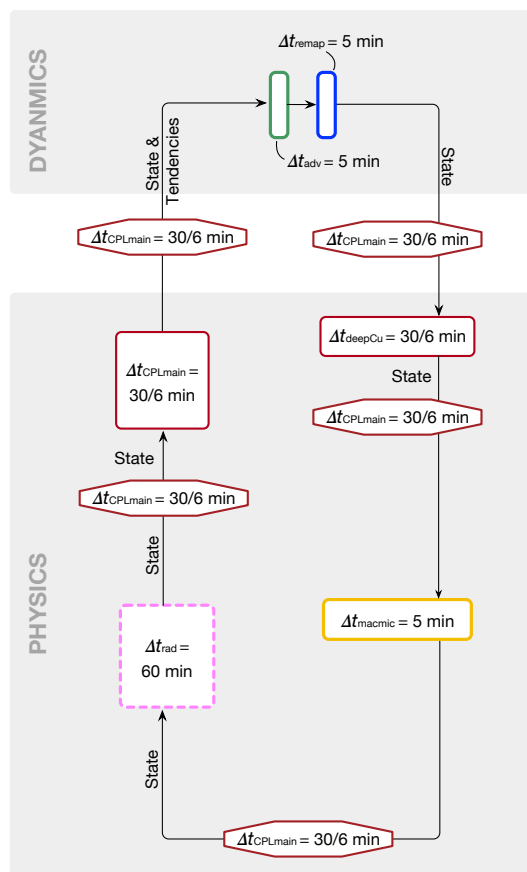 DYANMICS
Δtremap = 5 min
Δtadv = 5 min
State &
Tendencies
State
ΔtCPLmain = 30/6 min
ΔtCPLmain = 30/6 min
PHYSICS
ΔtdeepCu = 30/6 min
State
ΔtCPLmain = 30/6 min
ΔtCPLmain =
30/6 min
State
ΔtCPLmain = 30/6 min
State
Δtmacmic = 5 min
Δtrad =
60 min
State
ΔtCPLmain = 30/6 min